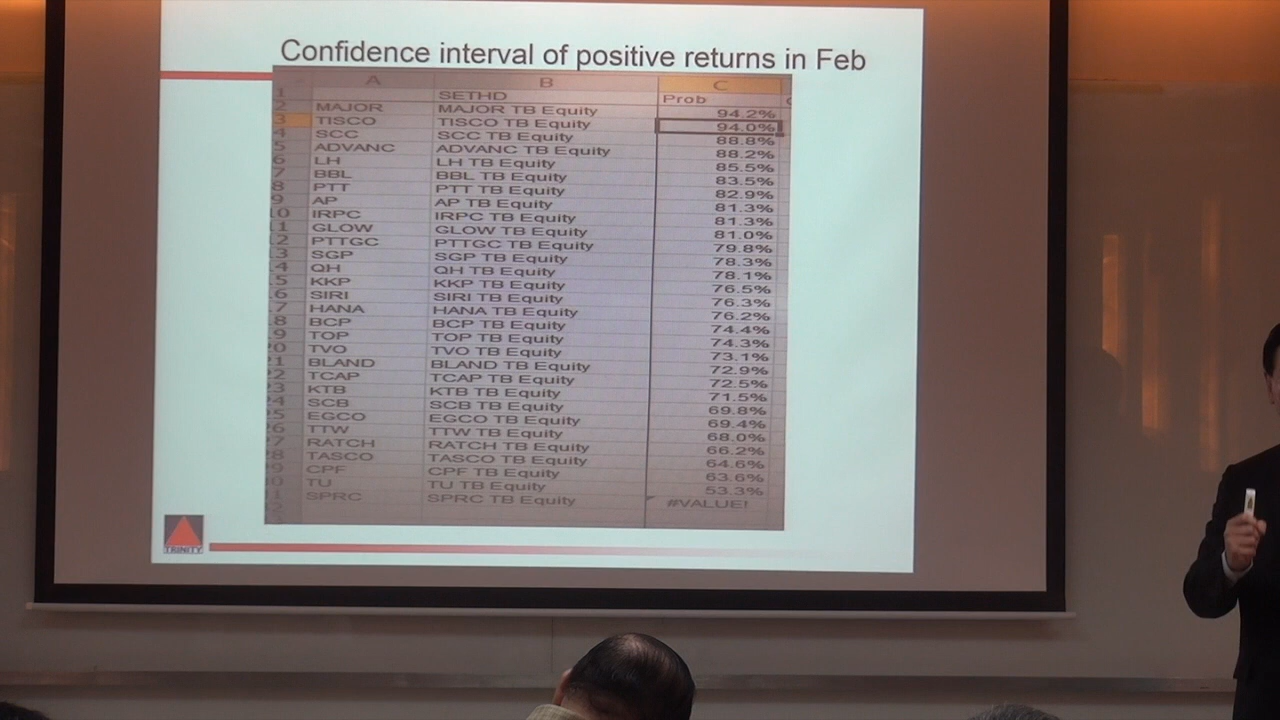 Confidence interval of positive returns in Feb
A B C
1 SETHD Prob
2 MAJOR MAJOR TB Equity 94.2%
3 TISCO TISCO TB Equity 94.0%
4 SCC SCC TB Equity 88.8%
5 ADVANC ADVANC TB Equity 88.2%
6 LH LH TB Equity 85.5%
7 BBL BBL TB Equity 83.5%
8 PTT PTT TB Equity 82.9%
9 AP AP TB Equity 81.3%
10 IRPC IRPC TB Equity 81.3%
11 GLOW GLOW TB Equity 81.0%
12 PTTGC PTTGC TB Equity 79.8%
13 SGP SGP TB Equity 78.3%
14 QH QH TB Equity 78.1%
15 KKP KKP TB Equity 76.5%
16 SIRI SIRI TB Equity 76.3%
17 HANA HANA TB Equity 76.2%
18 BCP BCP TB Equity 74.4%
19 TOP TOP TB Equity 74.3%
20 TVO TVO TB Equity 73.1%
21 BLAND BLAND TB Equity 72.9%
22 TCAP TCAP TB Equity 72.5%
23 KTB KTB TB Equity 71.5%
24 SCB SCB TB Equity 69.8%
25 EGCO EGCO TB Equity 69.4%
26 TTW TTW TB Equity 68.0%
27 RATCH RATCH TB Equity 66.2%
28 TASCO TASCO TB Equity 64.6%
29 CPF CPF TB Equity 63.6%
30 TU TU TB Equity 53.3%
31 SPRC SPRC TB Equity #VALUE!
TRINITY